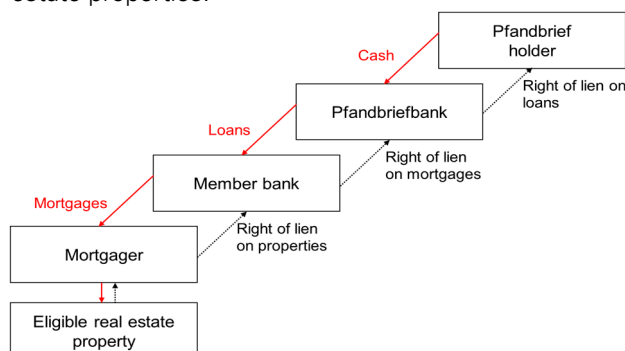 estate properties.
Pfandbrief
holder
Cash
Right of lien on
loans
Pfandbriefbank
Loans
Right of lien
on mortgages
Member bank
Mortgages
Right of lien
on properties
Mortgager
Eligible real estate
property